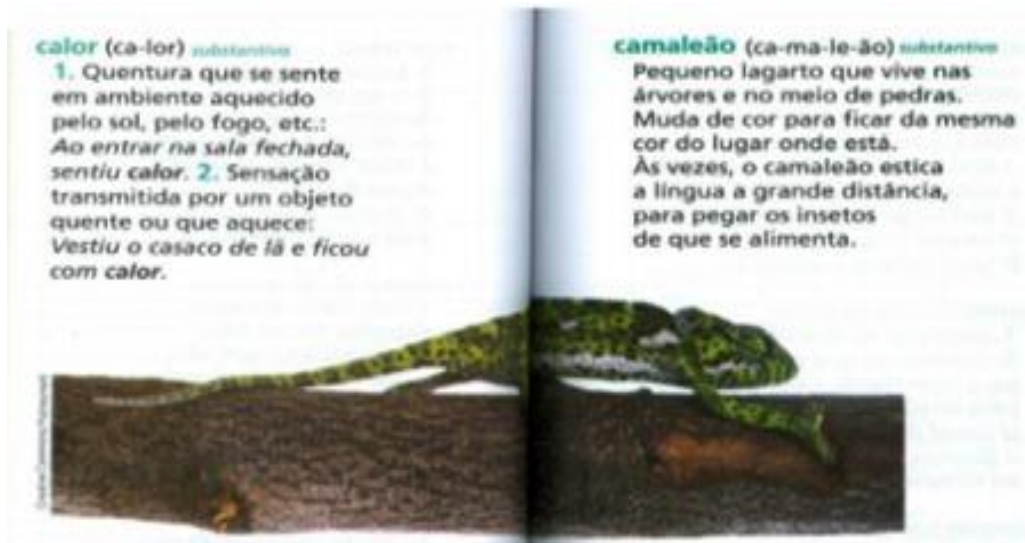 calor (ca-lor) substantivo
1. Quentura que se sente
em ambiente aquecido
pelo sol, pelo fogo, etc.:
Ao entrar na sala fechada,
sentiu calor. 2. Sensação
transmitida por um objeto
quente ou que aquece:
Vestiu o casaco de lã e ficou
com calor.
camaleão (ca-ma-le-ão) substantivo
Pequeno lagarto que vive nas
árvores e no meio de pedras.
Muda de cor para ficar da mesma
cor do lugar onde está.
Às vezes, o camaleão estica
a língua a grande distância,
para pegar os insetos
de que se alimenta.